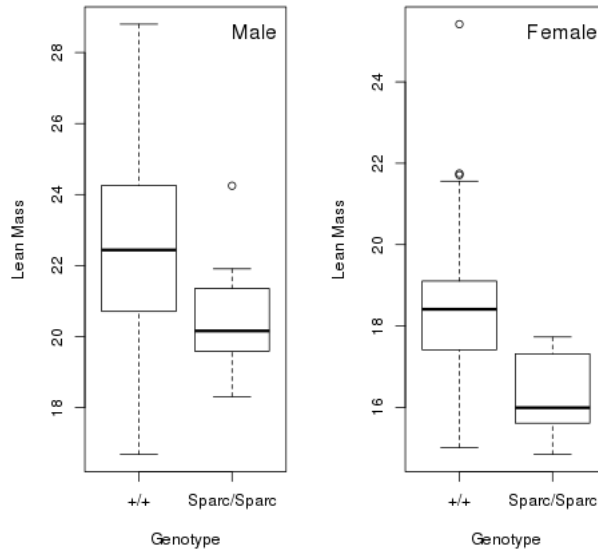 Male
Lean Mass
28
26
24
22
20
18
+/+ Sparc/Sparc
Genotype
Female
Lean Mass
24
22
20
18
16
+/+ Sparc/Sparc
Genotype